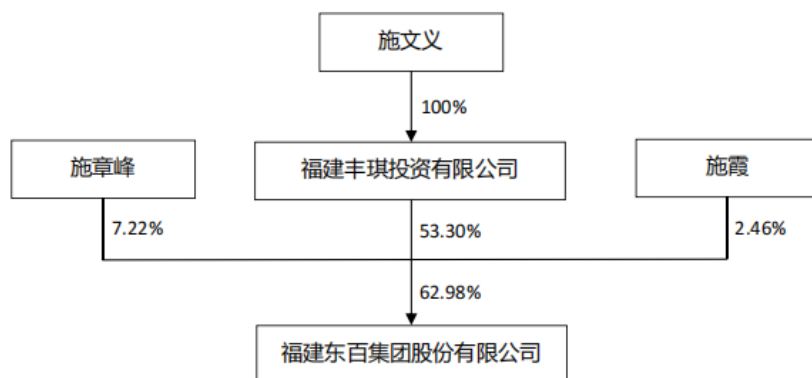 施文义
100%
施章峰
福建丰琪投资有限公司
施霞
7.22%
53.30%
2.46%
62.98%
福建东百集团股份有限公司